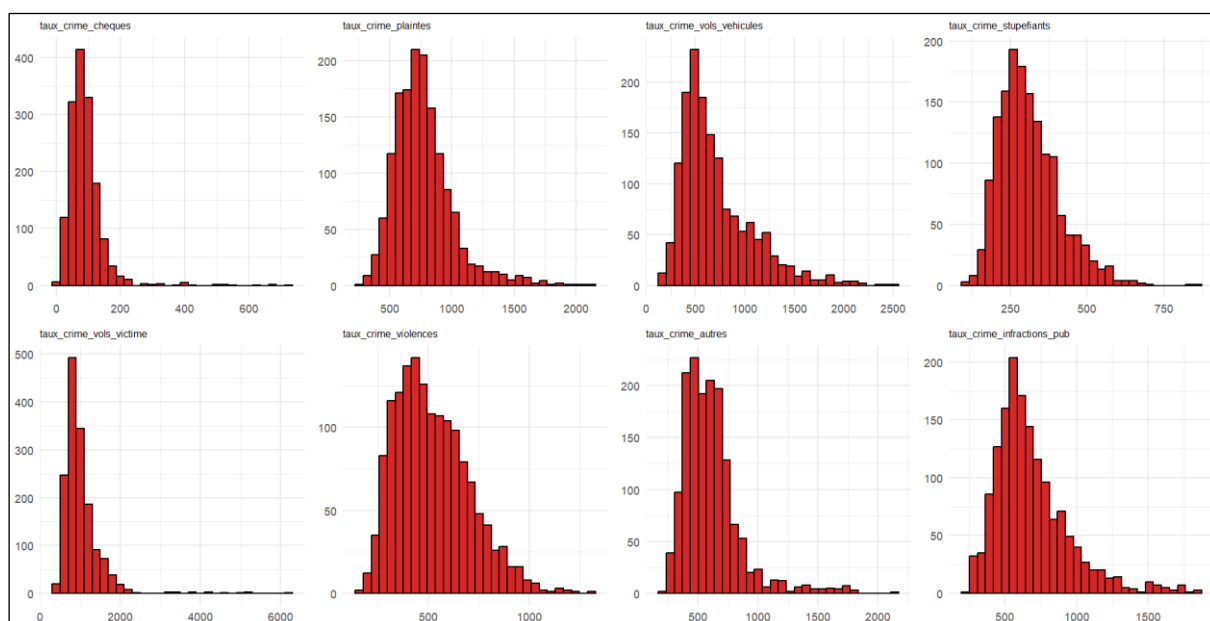 taux_crime_cheques
400
300
200
100
0
0 200 400 600
taux_crime_plaintes
200
150
100
50
0
500 1000 1500 2000
taux_crime_vols_vehicules
200
150
100
50
0
0 500 1000 1500 2000 2500
taux_crime_stupefiants
200
150
100
50
0
250 500 750
taux_crime_vols_victime
500
400
300
200
100
0
0 2000 4000 6000
taux_crime_violences
100
50
0
500 1000
taux_crime_autres
200
150
100
50
0
500 1000 1500 2000
taux_crime_infractions_pub
200
150
100
50
0
500 1000 1500